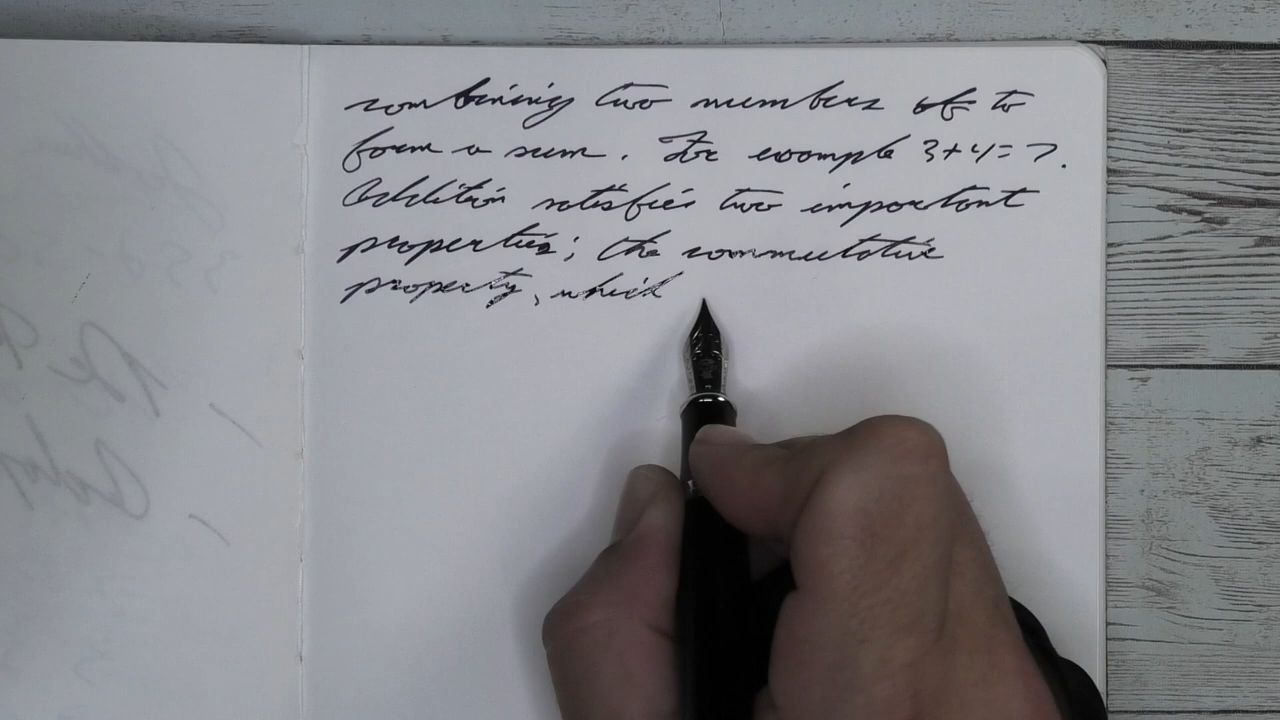 combining two numbers to
form a sum. For example 3+4=7.
Addition satisfies two important
properties; the commutative
property, which